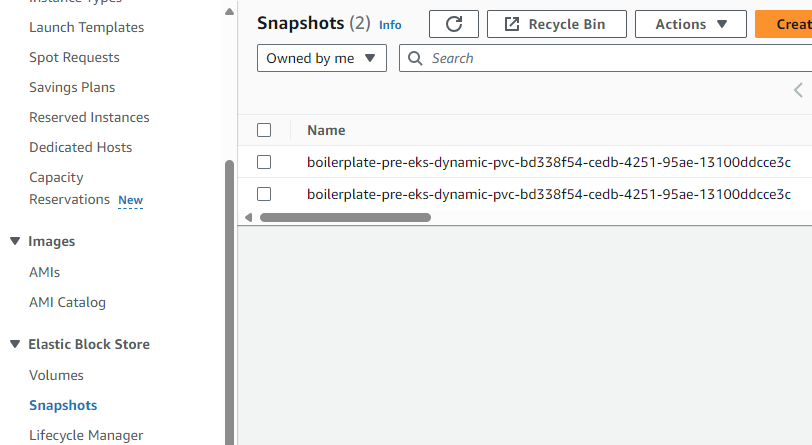 Instance Types
Launch Templates
Spot Requests
Savings Plans
Reserved Instances
Dedicated Hosts
Capacity
Reservations New
Images
AMIs
AMI Catalog
Elastic Block Store
Volumes
Snapshots
Lifecycle Manager
Snapshots (2) Info
Recycle Bin
Actions
Creat
Owned by me
Search
Name
boilerplate-pre-eks-dynamic-pvc-bd338f54-cedb-4251-95ae-13100ddcce3c
boilerplate-pre-eks-dynamic-pvc-bd338f54-cedb-4251-95ae-13100ddcce3c